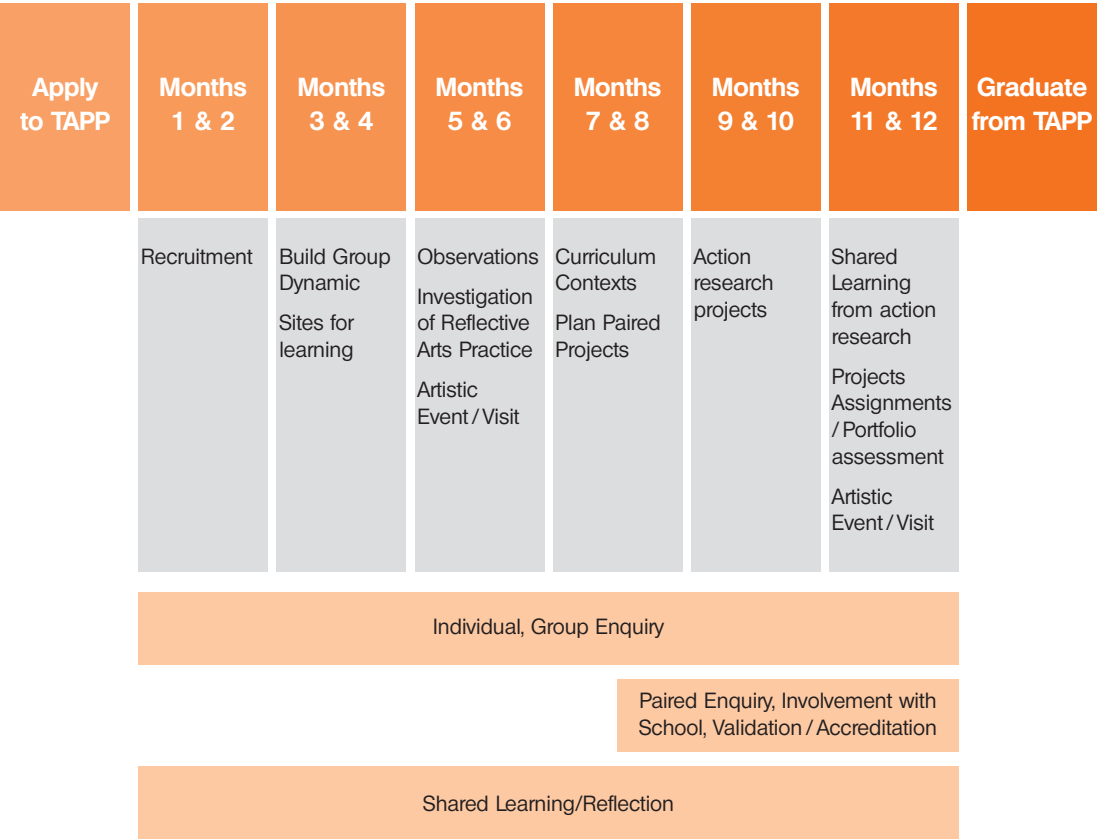 Apply
to TAPP
Months
1 & 2
Months
3 & 4
Months
5 & 6
Months
7 & 8
Months
9 & 10
Months
11 & 12
Graduate
from TAPP
Recruitment
Build Group
Dynamic
Sites for
learning
Observations
Investigation
of Reflective
Arts Practice
Artistic
Event / Visit
Curriculum
Contexts
Plan Paired
Projects
Action
research
projects
Shared
Learning
from action
research
Projects
Assignments
/ Portfolio
assessment
Artistic
Event / Visit
Individual, Group Enquiry
Paired Enquiry, Involvement with
School, Validation / Accreditation
Shared Learning/Reflection